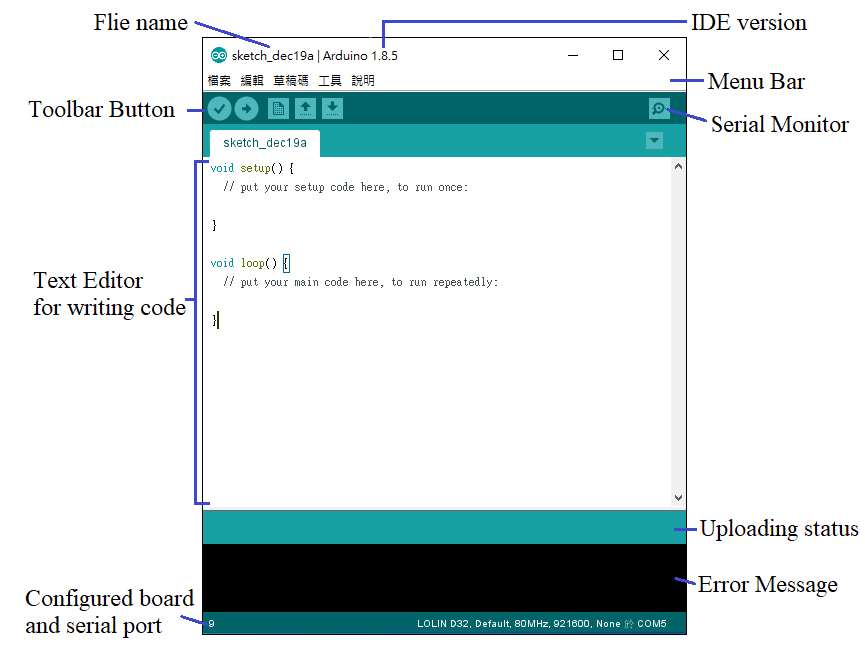 Flie name
IDE version
sketch_dec19a | Arduino 1.8.5
檔案 編輯 草稿碼 工具 說明
Menu Bar
Toolbar Button
Serial Monitor
sketch_dec19a
void setup() {
// put your setup code here, to run once:
}
void loop() {
// put your main code here, to run repeatedly:
}
Text Editor
for writing code
Uploading status
Error Message
Configured board
and serial port
9
LOLIN D32, Default, 80MHz, 921600, None 於 COM5